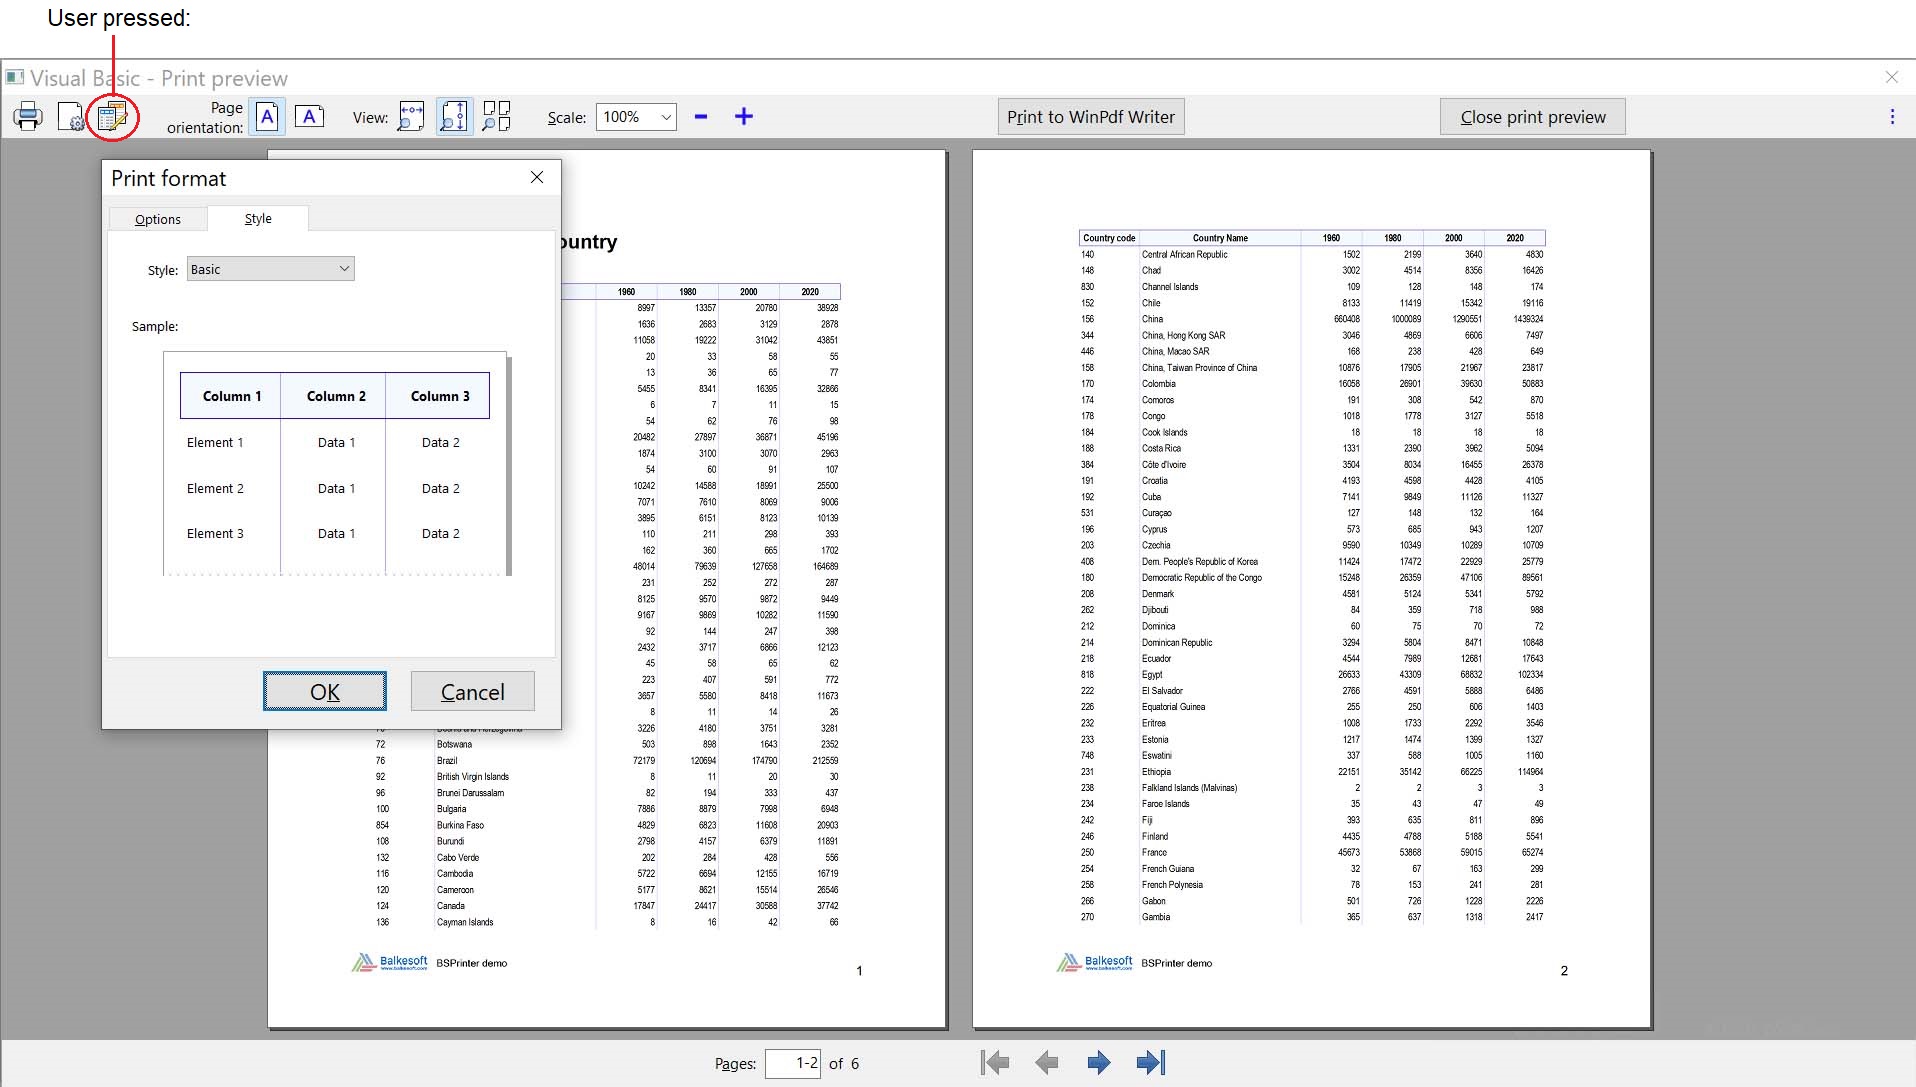 User pressed:
Visual Basic - Print preview
Page orientation: A A View: Scale: 100% Print to WinPdf Writer Close print preview
Print format
Options Style
Style: Basic
Sample:
Column 1 Column 2 Column 3
Element 1 Data 1 Data 2
Element 2 Data 1 Data 2
Element 3 Data 1 Data 2
OK Cancel
ountry
1960 1980 2000 2020
8997 13357 20780 38928
1636 2683 3129 2878
11058 19222 31042 43851
20 33 58 55
13 36 65 77
5455 8341 16395 32866
6 7 11 15
54 62 76 98
20482 27897 36871 45196
1874 3100 3070 2963
54 60 91 107
10242 14588 18991 25500
7071 7610 8069 9006
3895 6151 8123 10139
110 211 298 393
162 360 665 1702
48014 79639 127658 164689
231 252 272 287
8125 9570 9872 9449
9167 9869 10282 11590
92 144 247 398
2432 3717 6866 12123
45 58 65 62
223 407 591 772
3657 5580 8418 11673
8 11 14 26
3226 4180 3751 3281
72 Botswana 503 898 1643 2352
76 Brazil 72179 120694 174790 212559
92 British Virgin Islands 8 11 20 30
96 Brunei Darussalam 82 194 333 437
100 Bulgaria 7886 8879 7998 6948
854 Burkina Faso 4829 6823 11608 20903
108 Burundi 2798 4157 6379 11891
132 Cabo Verde 202 284 428 556
116 Cambodia 5722 6694 12155 16719
120 Cameroon 5177 8621 15514 26546
124 Canada 17847 24417 30588 37742
136 Cayman Islands 8 16 42 66
Balkesoft BSPrinter demo
www.balkesoft.com
1
Country code Country Name 1960 1980 2000 2020
140 Central African Republic 1502 2199 3640 4830
148 Chad 3002 4514 8356 16426
830 Channel Islands 109 128 148 174
152 Chile 8133 11419 15342 19116
156 China 660408 1000089 1290551 1439324
344 China, Hong Kong SAR 3046 4869 6606 7497
446 China, Macao SAR 168 238 428 649
158 China, Taiwan Province of China 10876 17905 21967 23817
170 Colombia 16058 26901 39630 50883
174 Comoros 191 308 542 870
178 Congo 1018 1778 3127 5518
184 Cook Islands 18 18 18 18
188 Costa Rica 1331 2390 3962 5094
384 Côte d'Ivoire 3504 8034 16455 26378
191 Croatia 4193 4598 4428 4105
192 Cuba 7141 9849 11126 11327
531 Curaçao 127 148 132 164
196 Cyprus 573 685 943 1207
203 Czechia 9590 10349 10289 10709
408 Dem. People's Republic of Korea 11424 17472 22929 25779
180 Democratic Republic of the Congo 15248 26359 47106 89561
208 Denmark 4581 5124 5341 5792
262 Djibouti 84 359 718 988
212 Dominica 60 75 70 72
214 Dominican Republic 3294 5804 8471 10848
218 Ecuador 4544 7989 12681 17643
818 Egypt 26633 43309 68832 102334
222 El Salvador 2766 4591 5888 6486
226 Equatorial Guinea 255 250 606 1403
232 Eritrea 1008 1733 2292 3546
233 Estonia 1217 1474 1399 1327
748 Eswatini 337 588 1005 1160
231 Ethiopia 22151 35142 66225 114964
238 Falkland Islands (Malvinas) 2 2 3 3
234 Faroe Islands 35 43 47 49
242 Fiji 393 635 811 896
246 Finland 4435 4788 5188 5541
250 France 45673 53868 59015 65274
254 French Guiana 32 67 163 299
258 French Polynesia 78 153 241 281
266 Gabon 501 726 1228 2226
270 Gambia 365 637 1318 2417
Balkesoft BSPrinter demo
www.balkesoft.com
2
Pages: 1-2 of 6